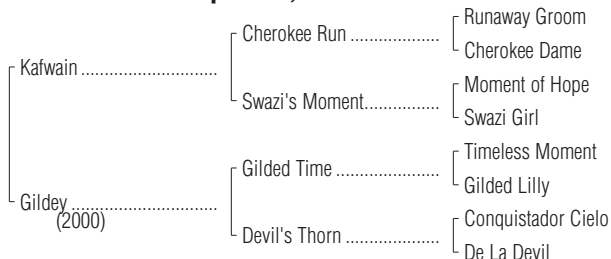 Runaway Groom
Cherokee Run ...................
Cherokee Dame
Kafwain .............................
Moment of Hope
Swazi's Moment................
Swazi Girl
Timeless Moment
Gilded Time ......................
Gilded Lilly
Gildey ...............................
(2000)
Conquistador Cielo
Devil's Thorn ....................
De La Devil